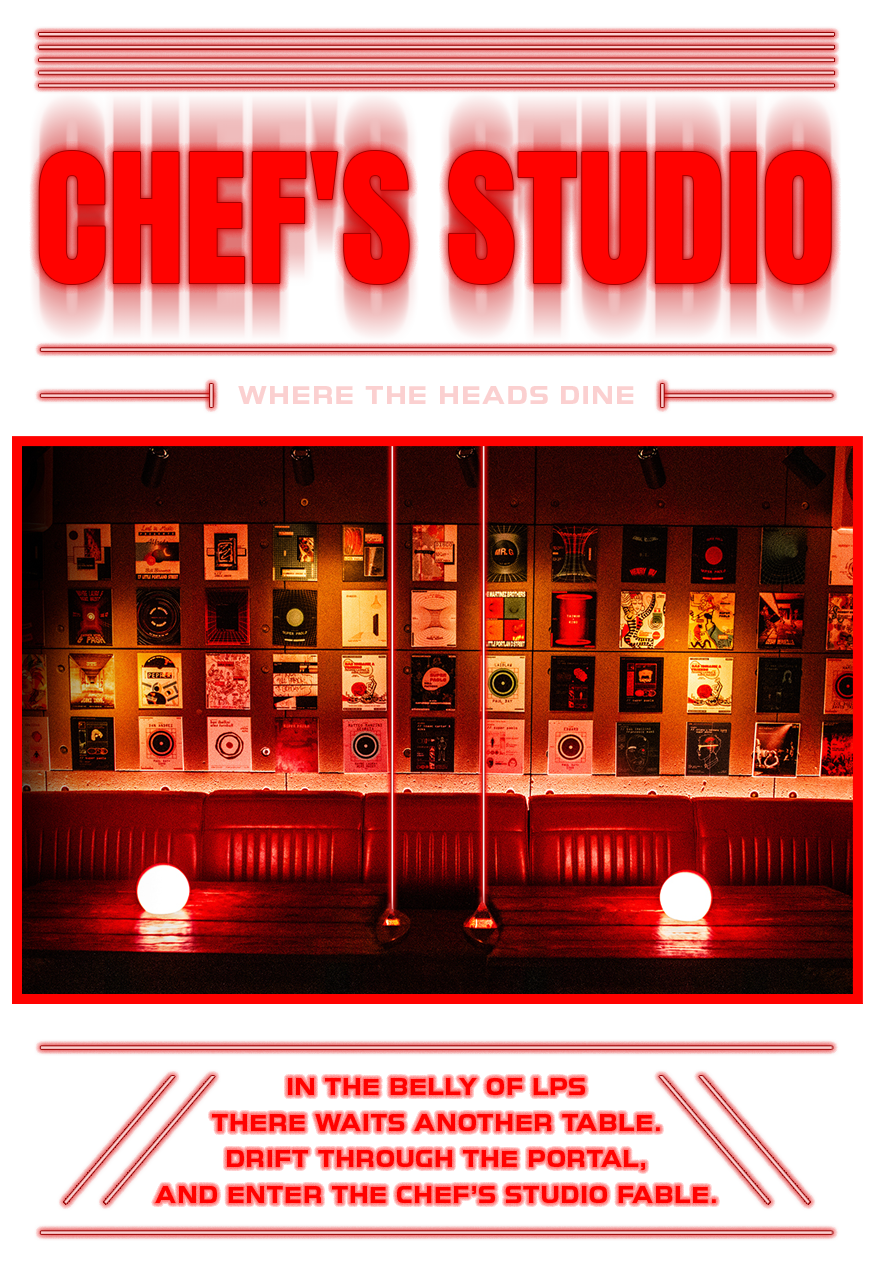 CHEF'S STUDIO
WHERE THE HEADS DINE
IN THE BELLY OF LPS
THERE WAITS ANOTHER TABLE.
DRIFT THROUGH THE PORTAL,
AND ENTER THE CHEF'S STUDIO FABLE.